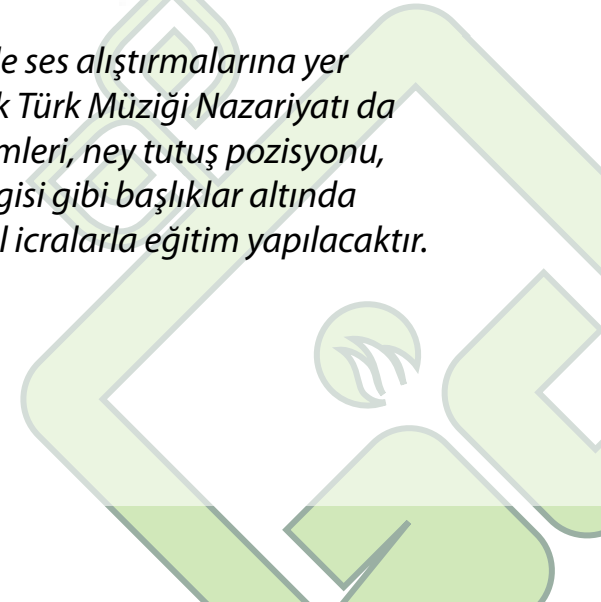 le ses alıştırmalarına yer
k Türk Müziği Nazariyatı da
mleri, ney tutuş pozisyonu,
gisi gibi başlıklar altında
l icralarla eğitim yapılacaktır.